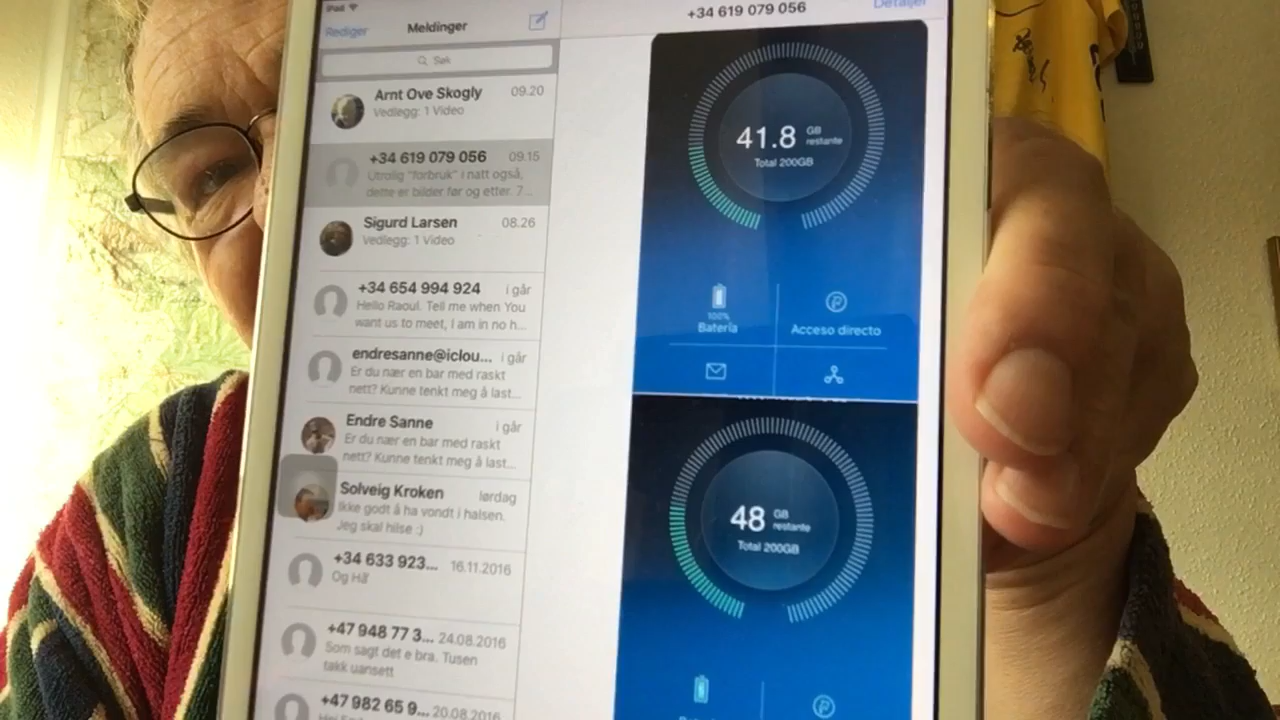 iPad
Rediger
Meldinger
Søk
Arnt Ove Skogly 09.20
Vedlegg: 1 Video
+34 619 079 056 09.15
Utrolig "forbruk" i natt også,
dette er bilder før og etter. 7...
Sigurd Larsen 08.26
Vedlegg: 1 Video
+34 654 994 924 i går
Hello Raoul. Tell me when You
want us to meet, I am in no h...
endresanne@iclou... i går
Er du nær en bar med raskt
nett? Kunne tenkt meg å last...
Endre Sanne i går
Er du nær en bar med raskt
nett? Kunne tenkt meg å last...
Solveig Kroken lørdag
Ikke godt å ha vondt i halsen.
Jeg skal hilse :)
+34 633 923... 16.11.2016
Og Hå!
+47 948 77 3... 24.08.2016
Som sagt det e bra. Tusen
takk uansett
+47 982 65 9... 20.08.2016
+34 619 079 056
Detaljer
41.8 GB
restante
Total 200GB
100%
Batería
Acceso directo
48 GB
restante
Total 200GB